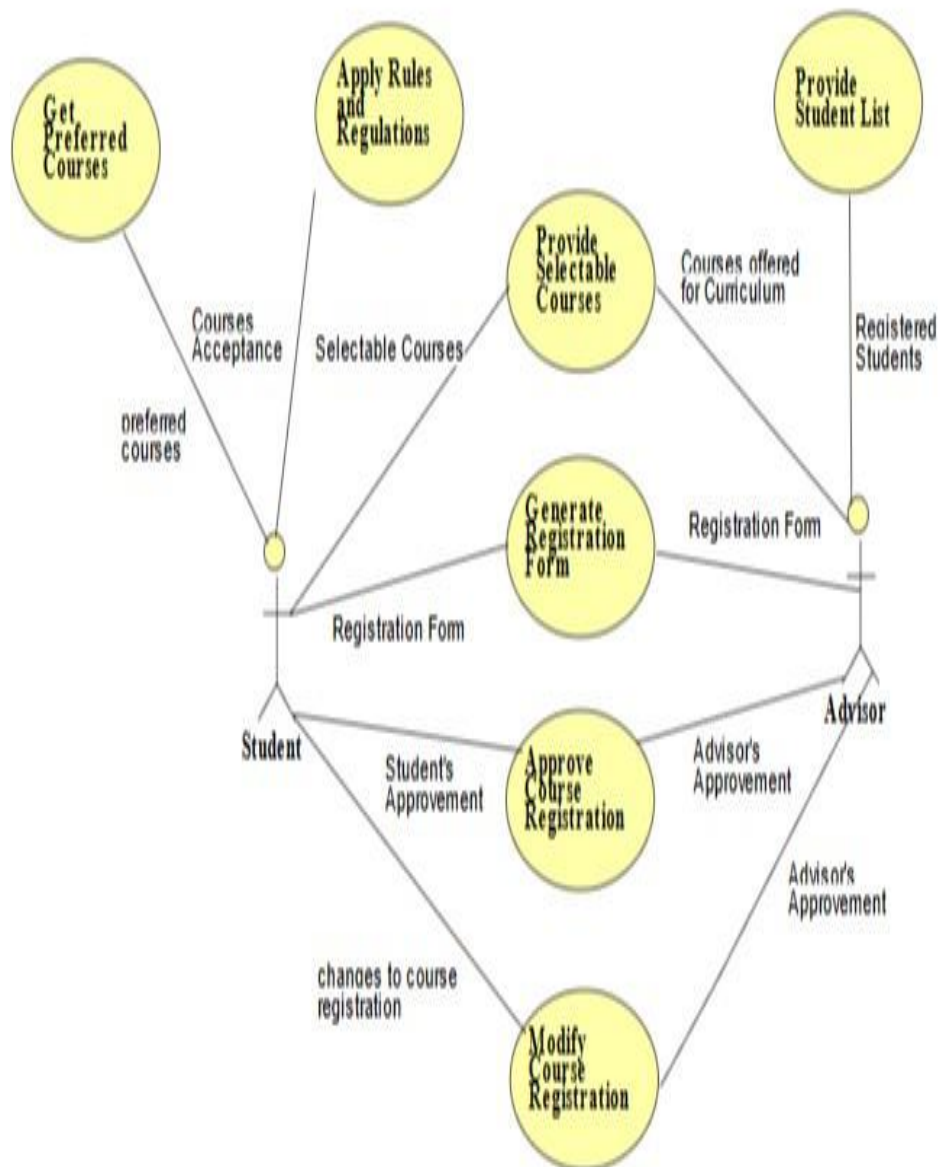 Get
Preferred
Courses
Apply Rules
and
Regulations
Provide
Student List
Provide
Selectable
Courses
Courses offered
for Curriculum
Courses
Acceptance
Selectable Courses
Registered
Students
preferred
courses
Generate
Registration
Form
Registration Form
Registration Form
Student
Advisor
Student's
Approvement
Approve
Course
Registration
Advisor's
Approvement
Advisor's
Approvement
changes to course
registration
Modify
Course
Registration